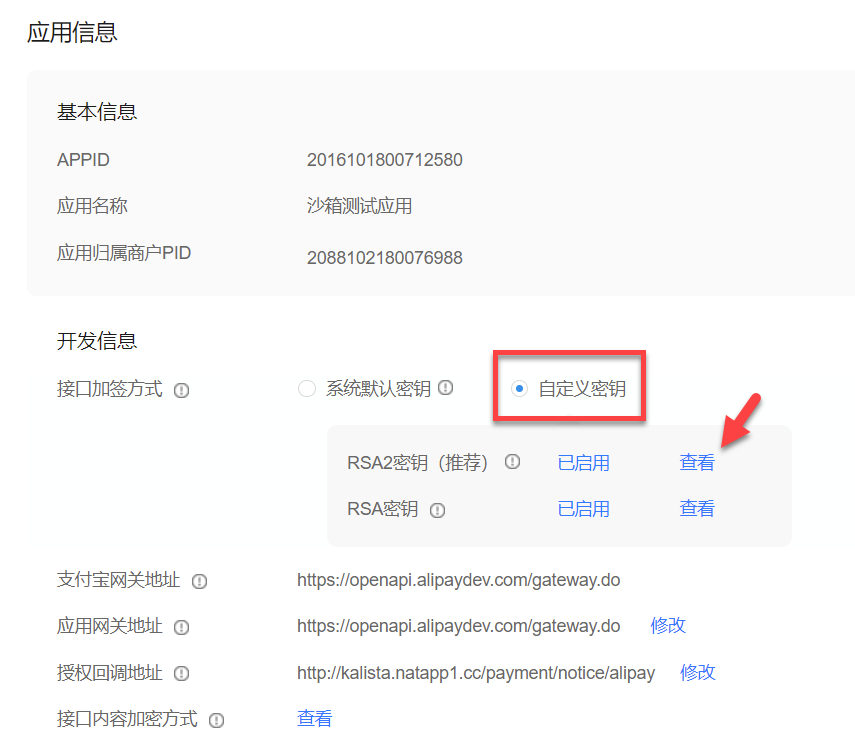 应用信息
基本信息
APPID 2016101800712580
应用名称 沙箱测试应用
应用归属商户PID 2088102180076988
开发信息
接口加签方式 系统默认密钥 自定义密钥
RSA2密钥（推荐） 已启用 查看
RSA密钥 已启用 查看
支付宝网关地址 https://openapi.alipaydev.com/gateway.do
应用网关地址 https://openapi.alipaydev.com/gateway.do 修改
授权回调地址 http://kalista.natapp1.cc/payment/notice/alipay 修改
接口内容加密方式 查看